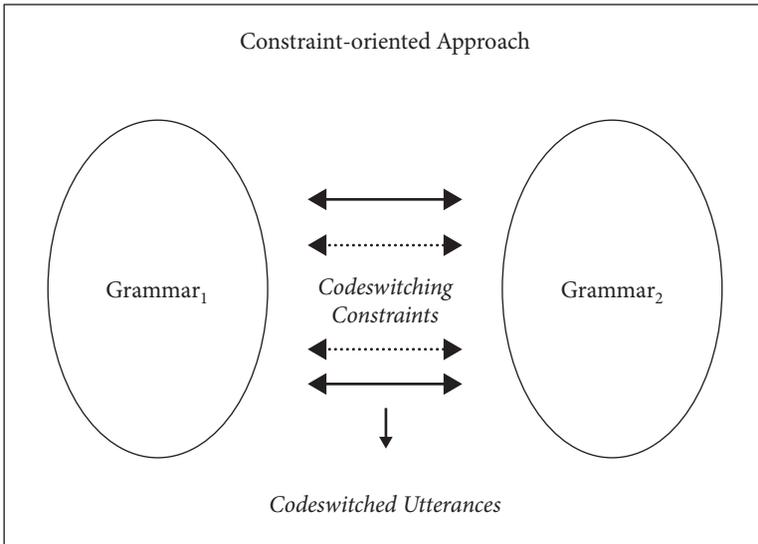 Constraint-oriented Approach
Grammar₁
Codeswitching
Constraints
Grammar₂
Codeswitched Utterances